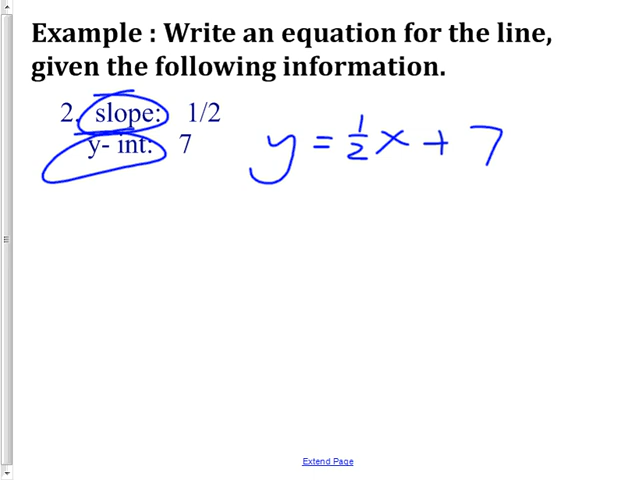 Example : Write an equation for the line,
given the following information.
2. slope: 1/2
y- int: 7
y = 1/2 x + 7
Extend Page